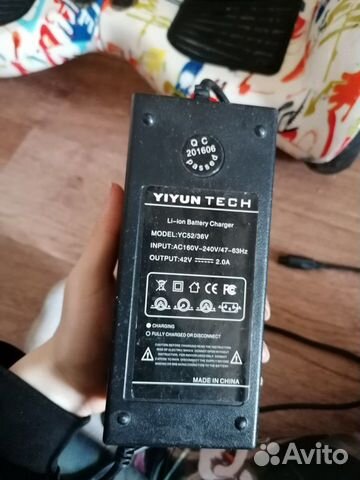 QC
201606
passed
YIYUN TECH
Li-ion Battery Charger
MODEL:YC52/36V
INPUT:AC160V~240V/47-63Hz
OUTPUT:42V⎓2.0A
CHARGING
FULLY CHARGED OR DISCONNECT
MADE IN CHINA
Avito